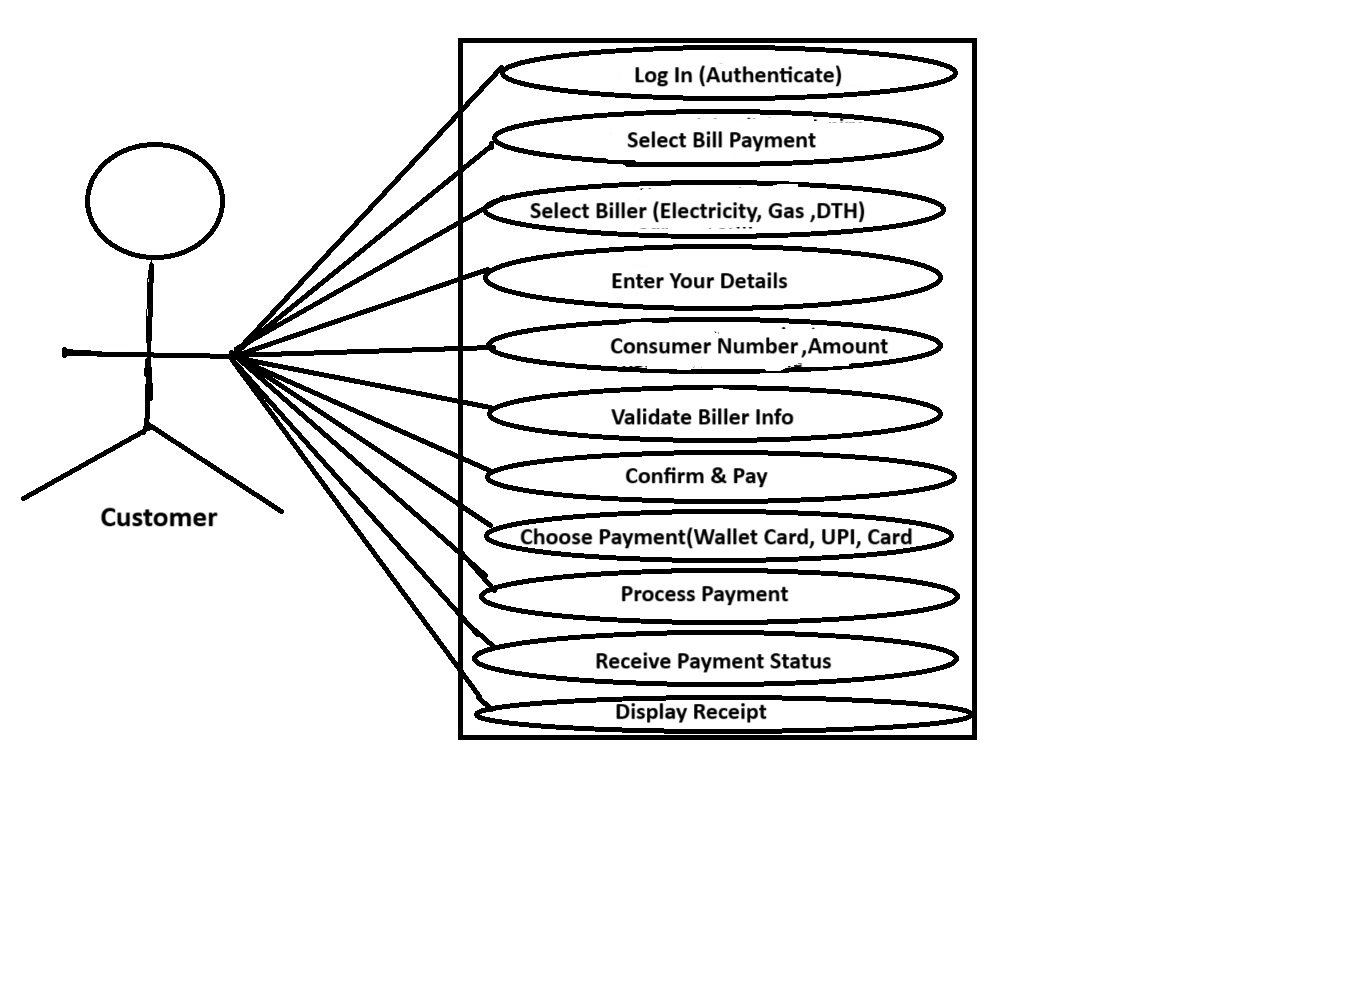 Log In (Authenticate)
Select Bill Payment
Select Biller (Electricity, Gas ,DTH)
Enter Your Details
Consumer Number,Amount
Validate Biller Info
Confirm & Pay
Choose Payment(Wallet Card, UPI, Card
Process Payment
Receive Payment Status
Display Receipt
Customer